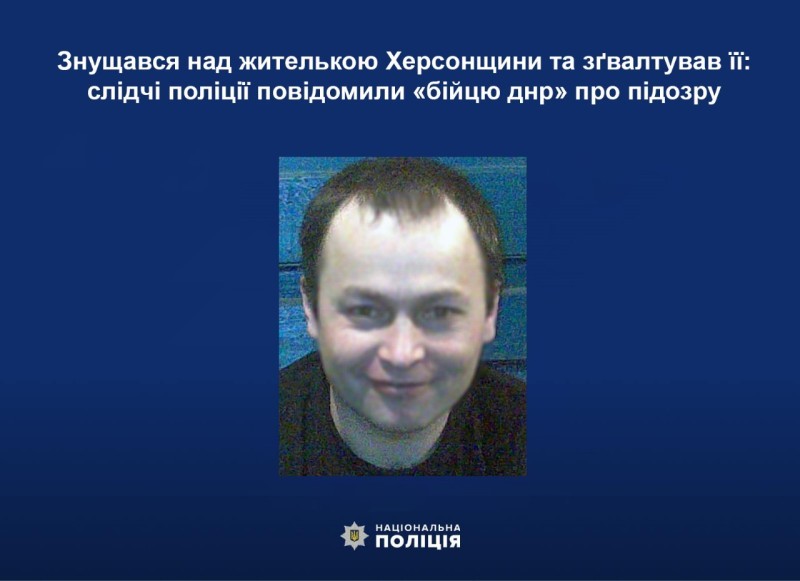 Знущався над жителькою Херсонщини та зґвалтував її:
слідчі поліції повідомили «бійцю днр» про підозру
НАЦІОНАЛЬНА
ПОЛІЦІЯ